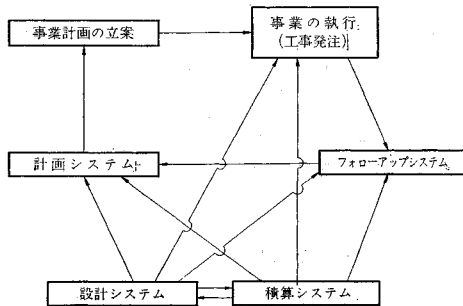 事業計画の立案
事業の執行
(工事発注)
計画システム
フォローアップシステム
設計システム
積算システム